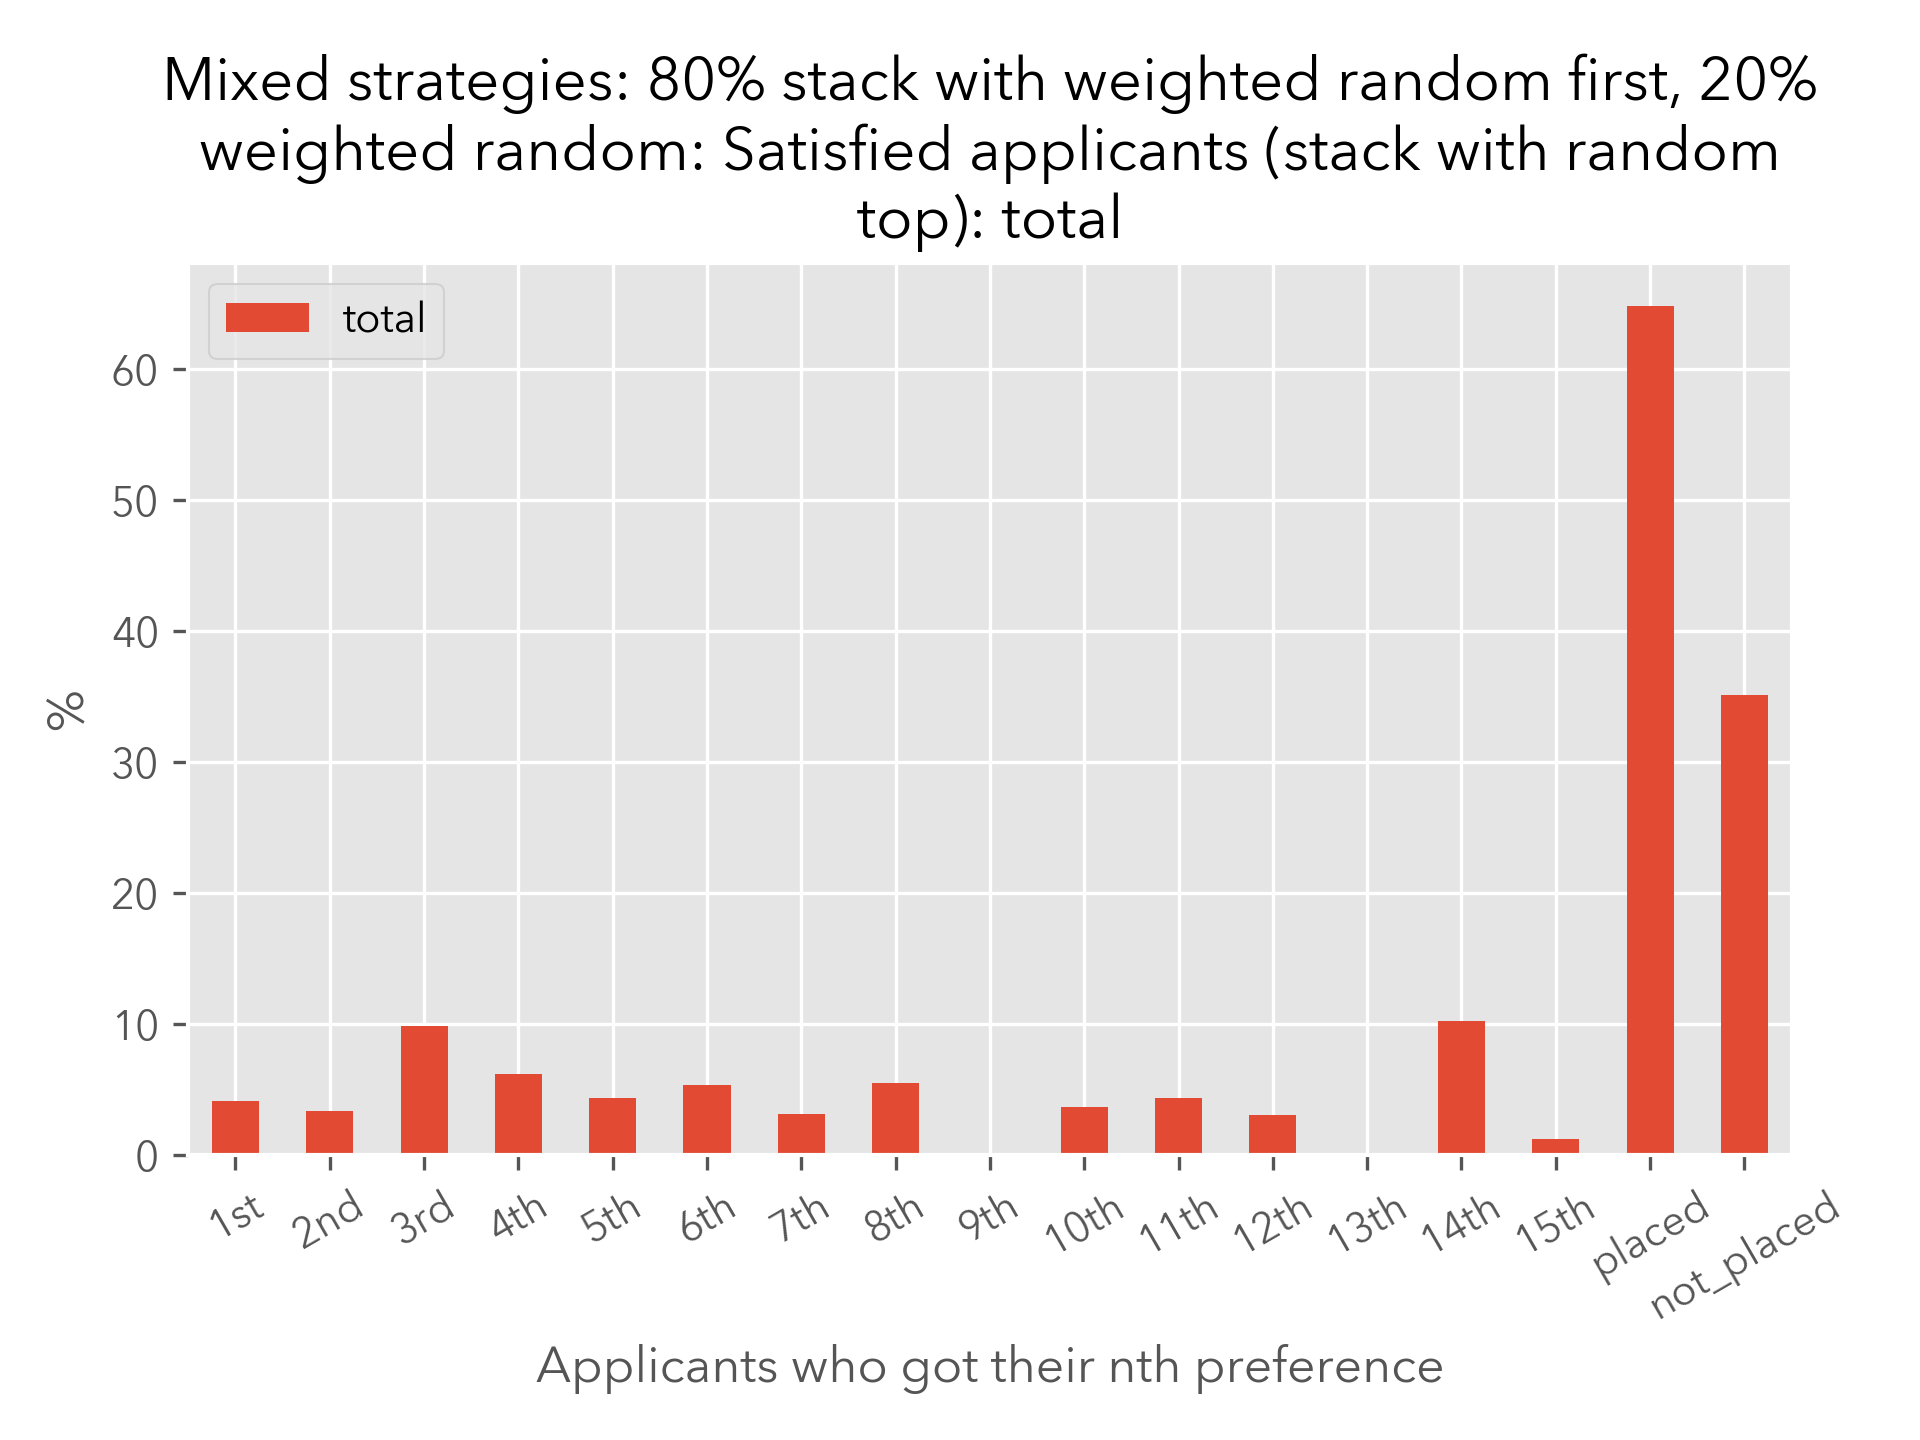 Mixed strategies: 80% stack with weighted random first, 20%
weighted random: Satisfied applicants (stack with random
top): total
total
60
50
40
30
20
10
0
%
1st
2nd
3rd
4th
5th
6th
7th
8th
9th
10th
11th
12th
13th
14th
15th
placed
not_placed
Applicants who got their nth preference